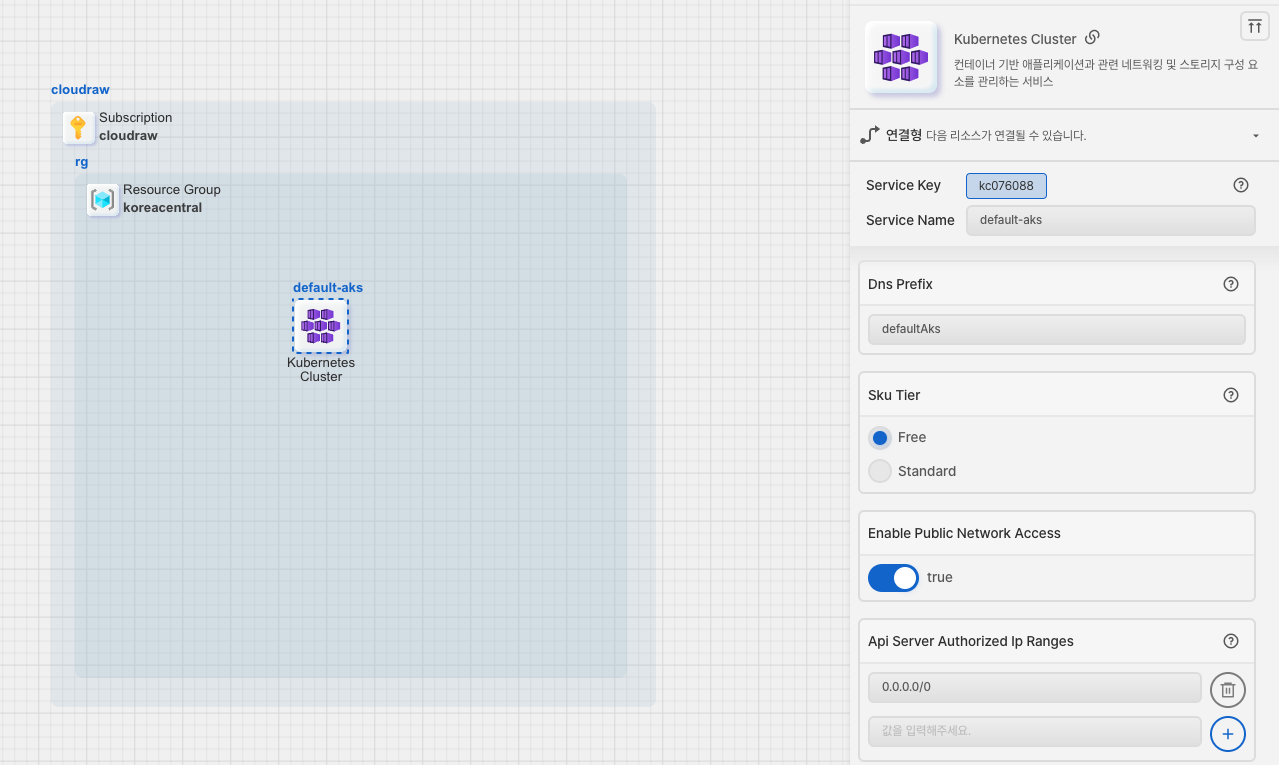 cloudraw
Subscription
cloudraw
rg
Resource Group
koreacentral
default-aks
Kubernetes
Cluster
Kubernetes Cluster
컨테이너 기반 애플리케이션과 관련 네트워킹 및 스토리지 구성 요
소를 관리하는 서비스
연결형 다음 리소스가 연결될 수 있습니다.
Service Key kc076088
Service Name default-aks
Dns Prefix
defaultAks
Sku Tier
Free
Standard
Enable Public Network Access
true
Api Server Authorized Ip Ranges
0.0.0.0/0
값을 입력해주세요.